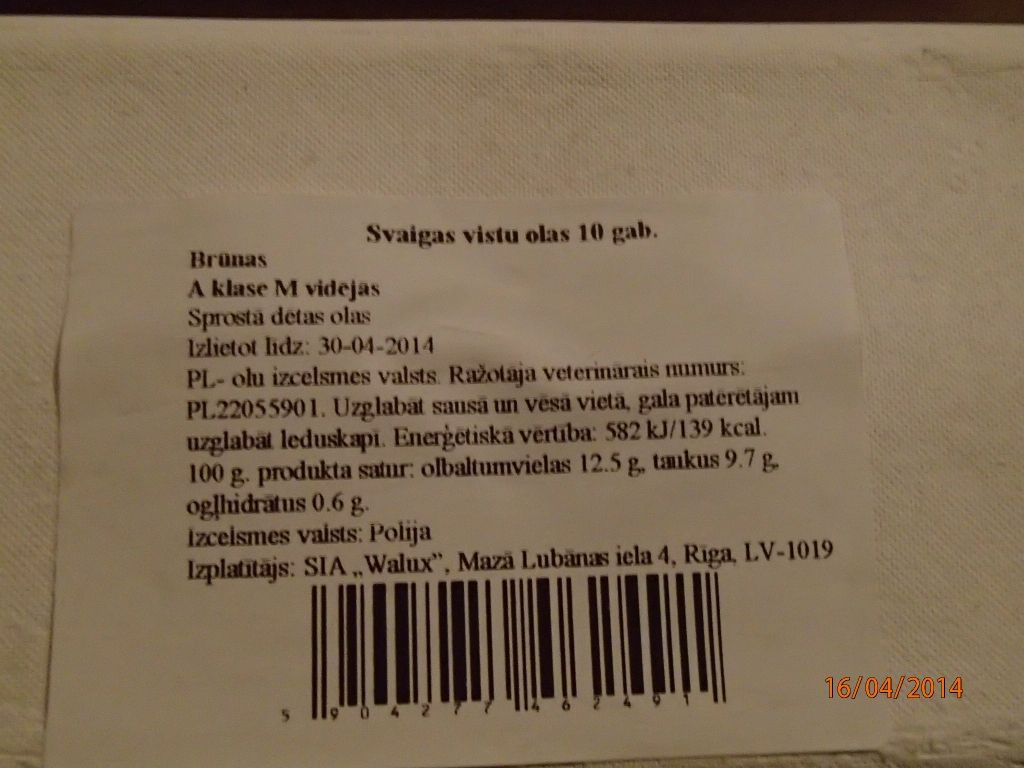 Svaigas vistu olas 10 gab.
Brūnas
A klase M vidējās
Sprostā dētas olas
Izlietot līdz: 30-04-2014
PL- olu izcelsmes valsts. Ražotāja veterinārais numurs:
PL22055901. Uzglabāt sausā un vēsā vietā, gala patērētājam
uzglabāt ledusskapī. Enerģētiskā vērtība: 582 kJ/139 kcal.
100 g. produkta satur: olbaltumvielas 12.5 g, taukus 9.7 g,
ogļhidrātus 0.6 g.
Izcelsmes valsts: Polija
Izplatītājs: SIA „Walux”, Mazā Lubānas iela 4, Rīga, LV-1019
5 904277 462491
16/04/2014